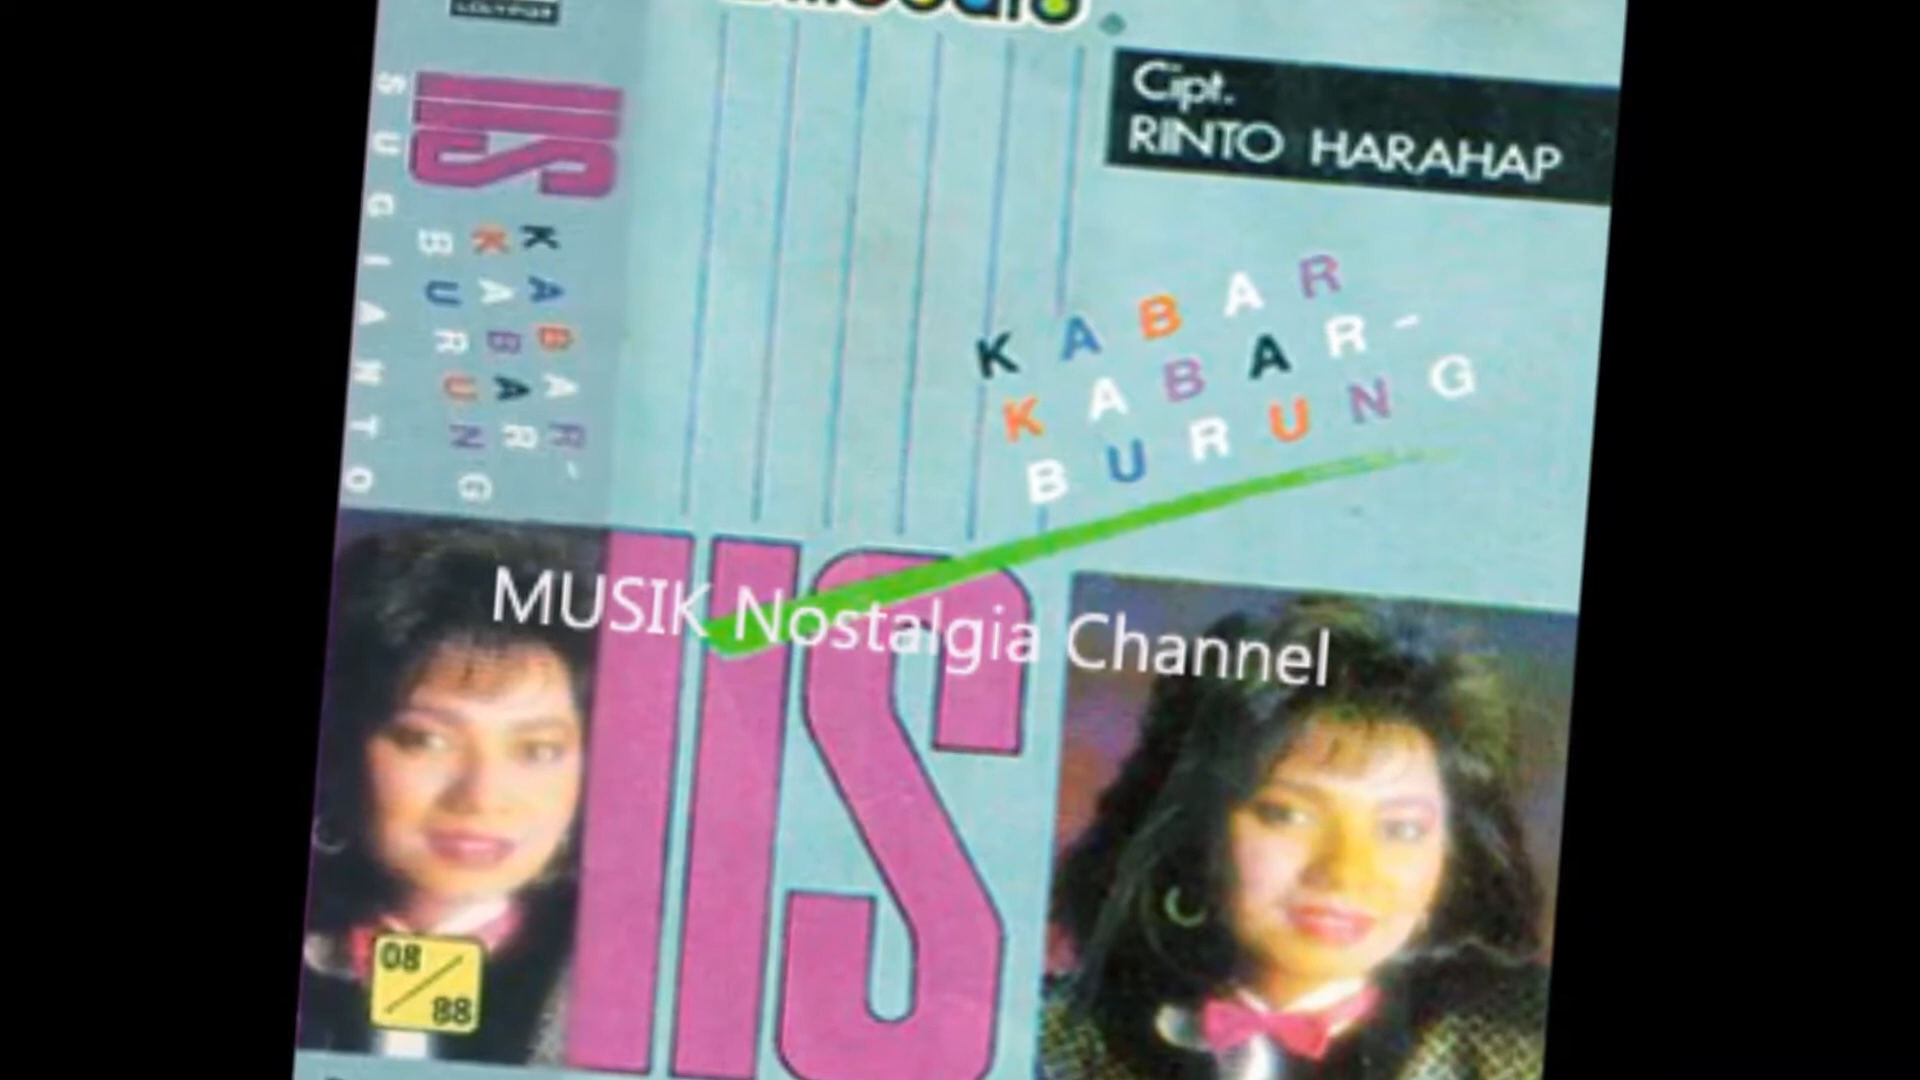 IIS
SUGIANTO
KABAR
KABAR-
BURUNG
Cipt.
RINTO HARAHAP
KABAR
KABAR-
BURUNG
MUSIK Nostalgia Channel
IIS
08/88